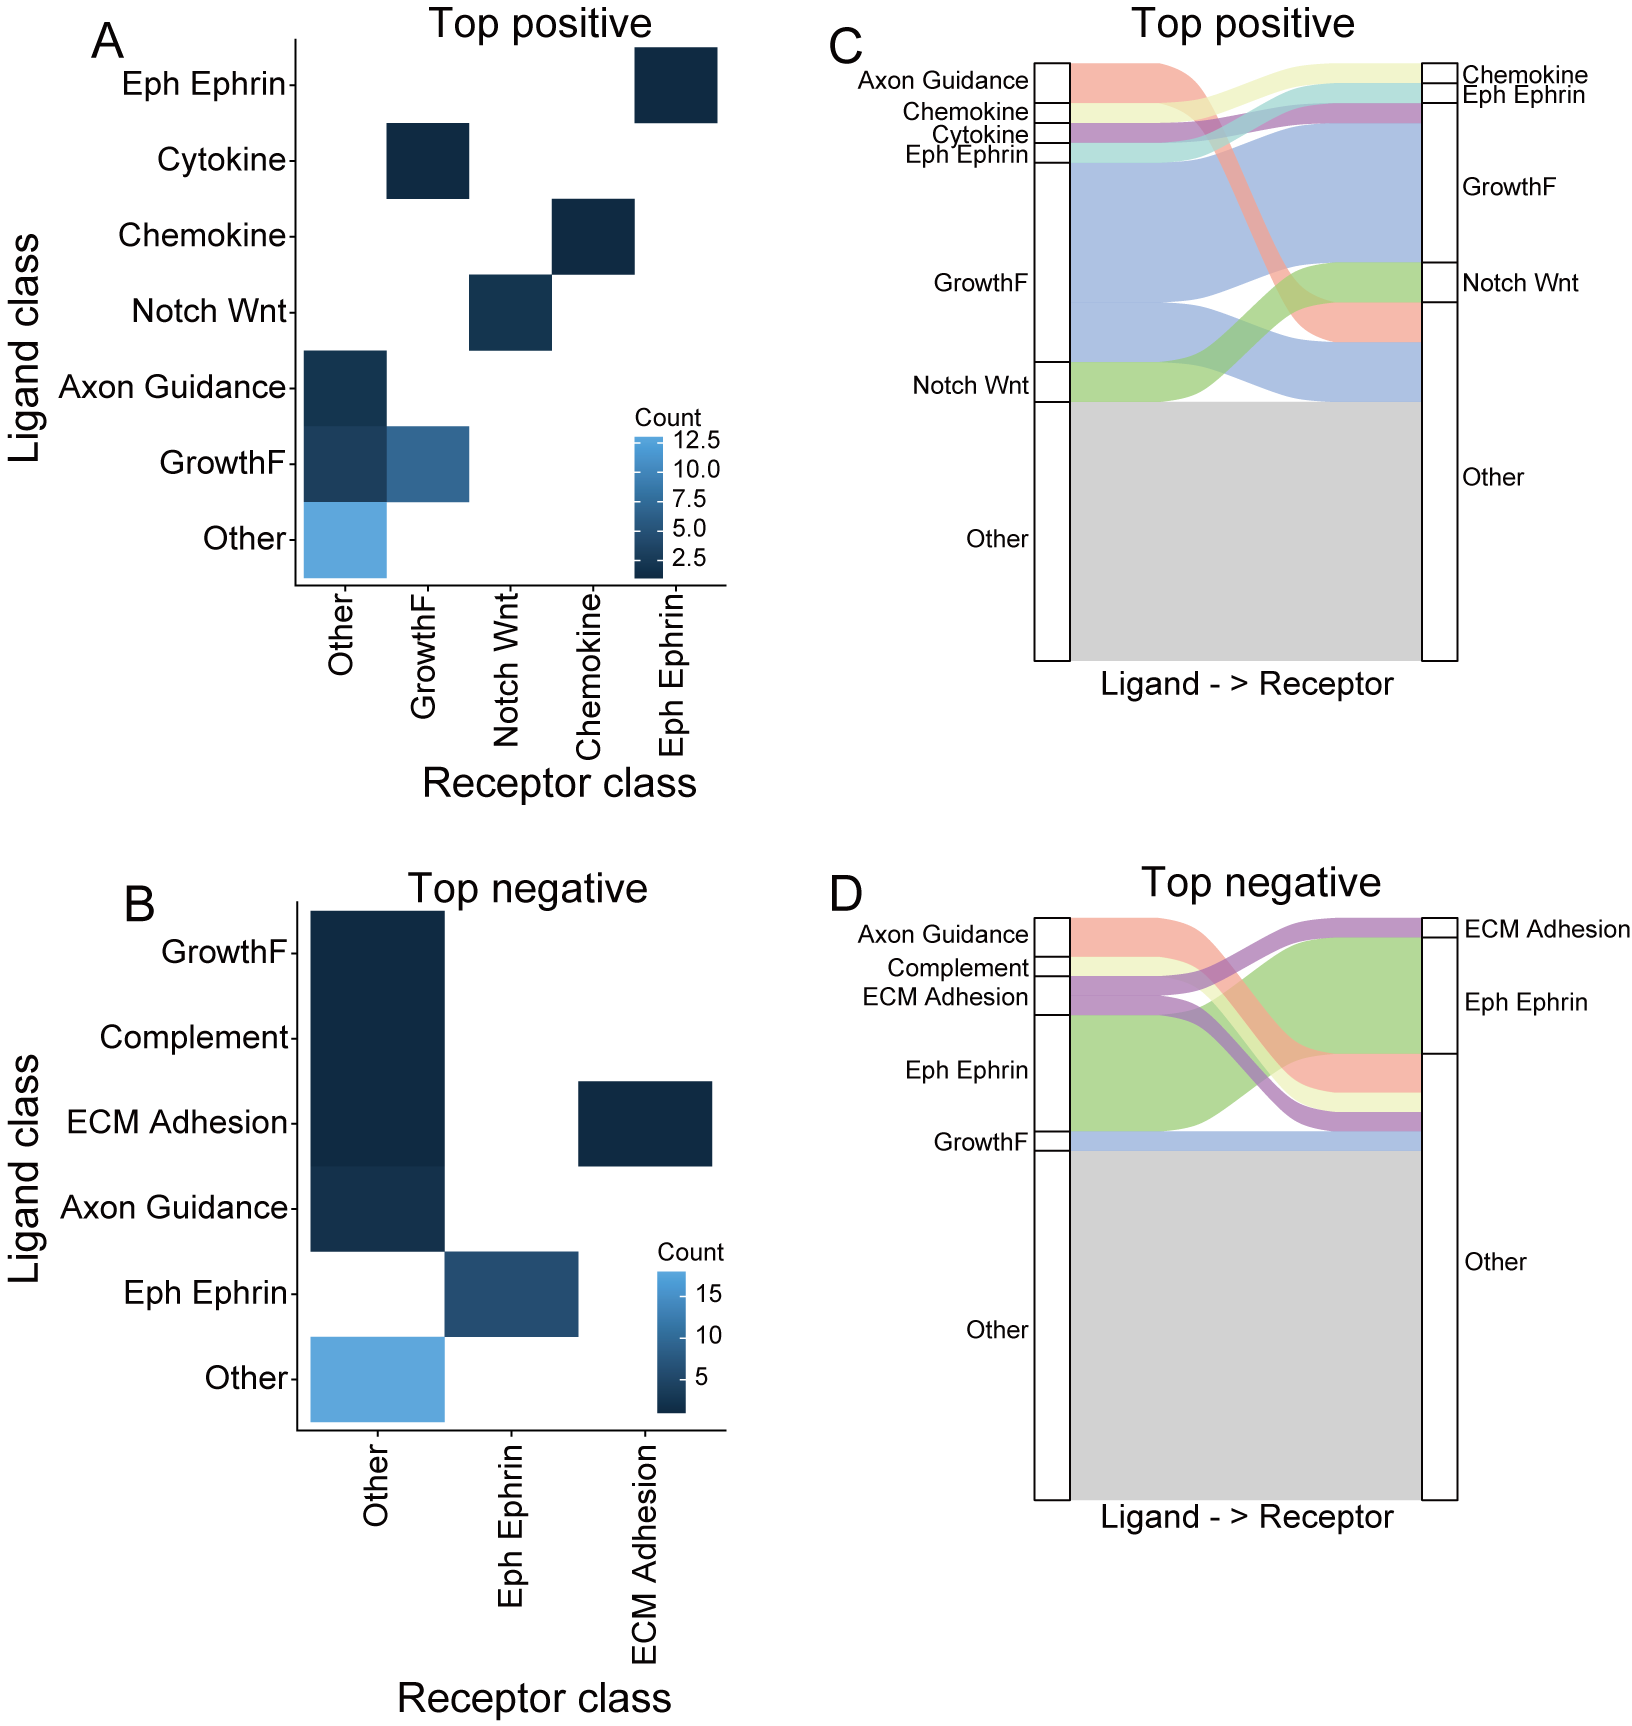 A
Top positive
Ligand class
Eph Ephrin
Cytokine
Chemokine
Notch Wnt
Axon Guidance
GrowthF
Other
Count
12.5
10.0
7.5
5.0
2.5
Other
GrowthF
Notch Wnt
Chemokine
Eph Ephrin
Receptor class
C
Top positive
Axon Guidance
Chemokine
Cytokine
Eph Ephrin
GrowthF
Notch Wnt
Other
Chemokine
Eph Ephrin
GrowthF
Notch Wnt
Other
Ligand - > Receptor
B
Top negative
Ligand class
GrowthF
Complement
ECM Adhesion
Axon Guidance
Eph Ephrin
Other
Count
15
10
5
Other
Eph Ephrin
ECM Adhesion
Receptor class
D
Top negative
Axon Guidance
Complement
ECM Adhesion
Eph Ephrin
GrowthF
Other
ECM Adhesion
Eph Ephrin
Other
Ligand - > Receptor